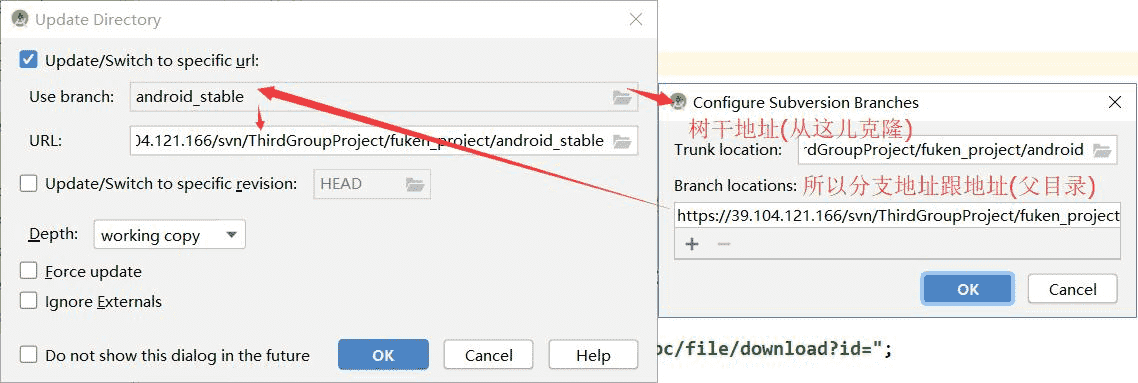 Update Directory
Update/Switch to specific url:
Use branch: android_stable
URL: 04.121.166/svn/ThirdGroupProject/fuken_project/android_stable
Update/Switch to specific revision: HEAD
Depth: working copy
Force update
Ignore Externals
Do not show this dialog in the future
OK Cancel Help
Configure Subversion Branches
树干地址(从这儿克隆)
Trunk location: rdGroupProject/fuken_project/android
Branch locations: 所以分支地址跟地址(父目录)
https://39.104.121.166/svn/ThirdGroupProject/fuken_project
OK Cancel
oc/file/download?id=";